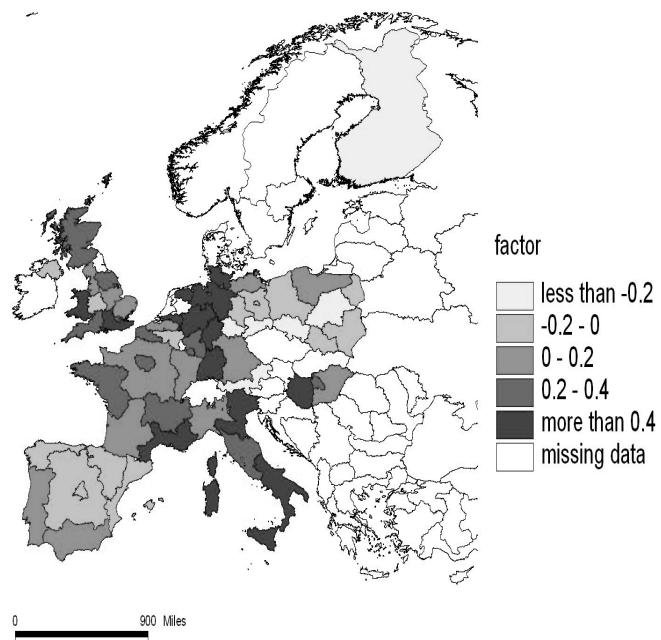 factor
less than -0.2
-0.2 - 0
0 - 0.2
0.2 - 0.4
more than 0.4
missing data
0 900 Miles